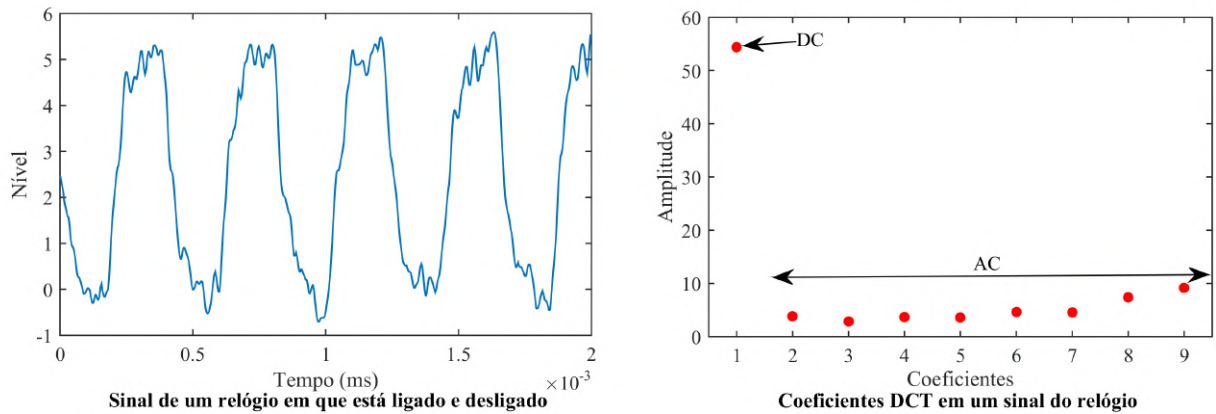 6
5
4
3
2
1
0
-1
Nível
0 0.5 1 1.5 2
Tempo (ms)
×10⁻³
Sinal de um relógio em que está ligado e desligado
60
50
40
30
20
10
0
Amplitude
DC
AC
1 2 3 4 5 6 7 8 9
Coeficientes
Coeficientes DCT em um sinal do relógio